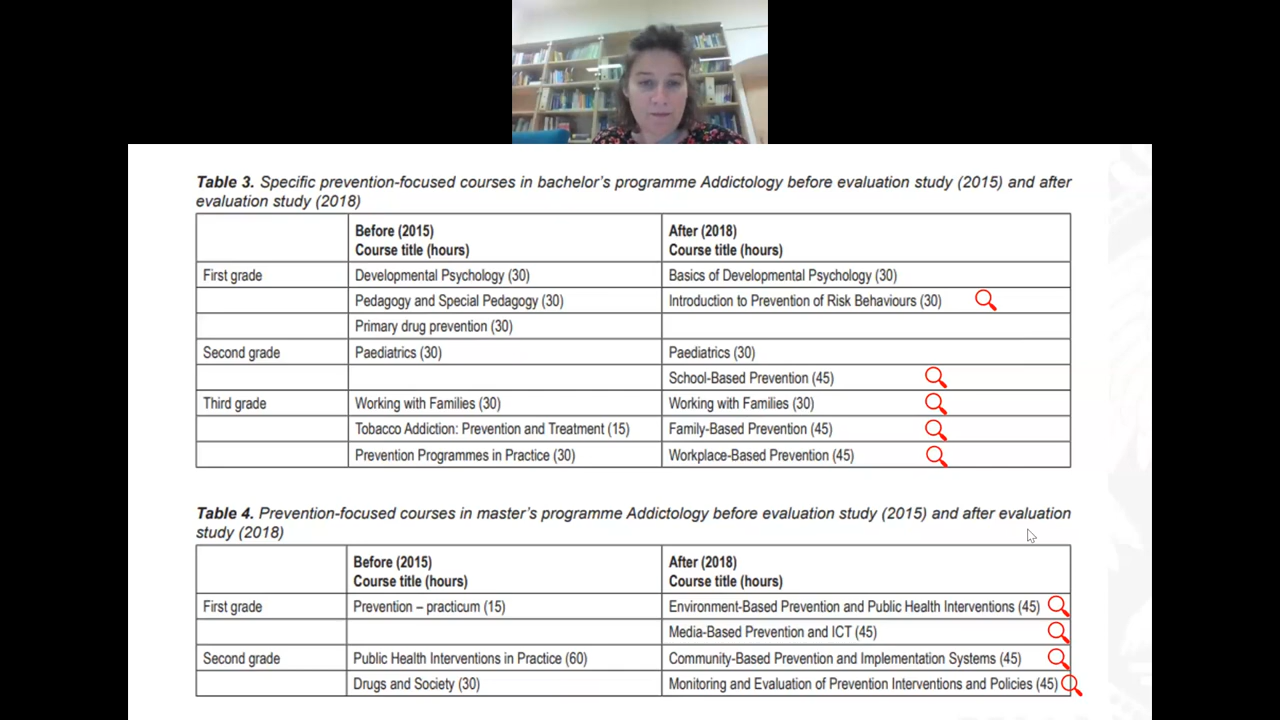 Table 3. Specific prevention-focused courses in bachelor's programme Addictology before evaluation study (2015) and after
evaluation study (2018)
Before (2015) After (2018)
Course title (hours) Course title (hours)
First grade Developmental Psychology (30) Basics of Developmental Psychology (30)
Pedagogy and Special Pedagogy (30) Introduction to Prevention of Risk Behaviours (30)
Primary drug prevention (30)
Second grade Paediatrics (30) Paediatrics (30)
School-Based Prevention (45)
Third grade Working with Families (30) Working with Families (30)
Tobacco Addiction: Prevention and Treatment (15) Family-Based Prevention (45)
Prevention Programmes in Practice (30) Workplace-Based Prevention (45)
Table 4. Prevention-focused courses in master's programme Addictology before evaluation study (2015) and after evaluation
study (2018)
Before (2015) After (2018)
Course title (hours) Course title (hours)
First grade Prevention – practicum (15) Environment-Based Prevention and Public Health Interventions (45)
Media-Based Prevention and ICT (45)
Second grade Public Health Interventions in Practice (60) Community-Based Prevention and Implementation Systems (45)
Drugs and Society (30) Monitoring and Evaluation of Prevention Interventions and Policies (45)